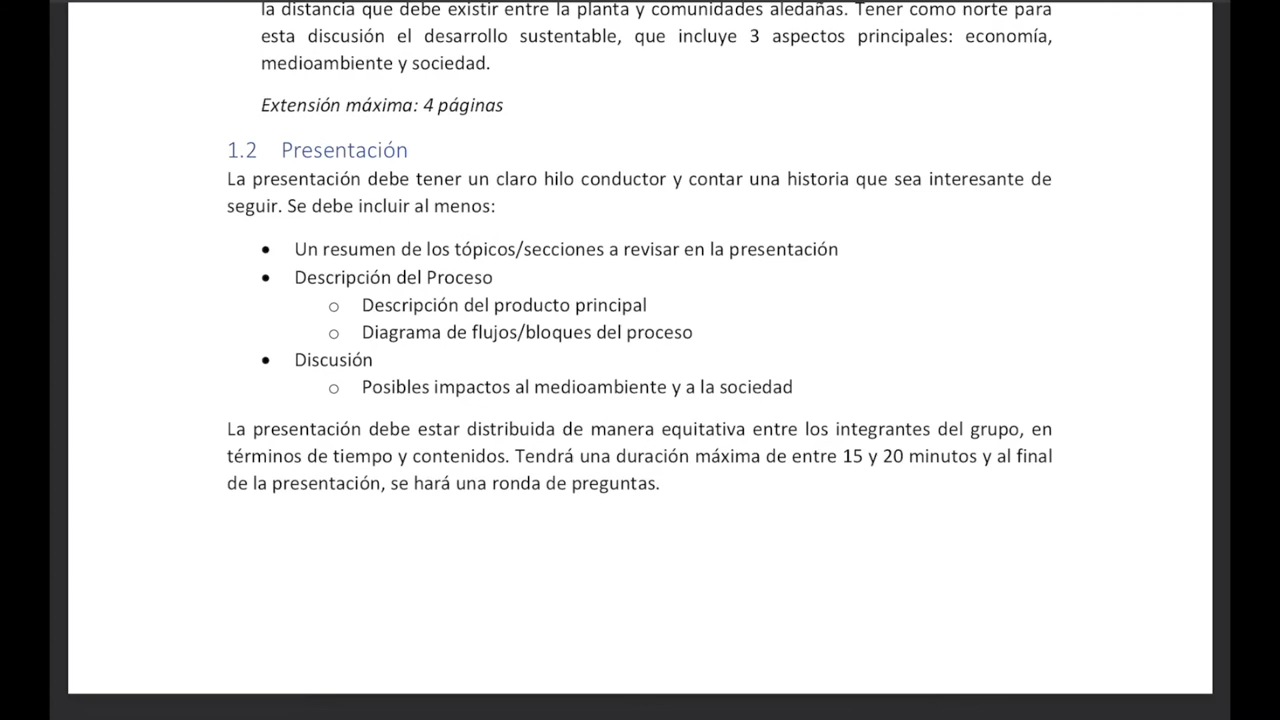 la distancia que debe existir entre la planta y comunidades aledañas. Tener como norte para
esta discusión el desarrollo sustentable, que incluye 3 aspectos principales: economía,
medioambiente y sociedad.
Extensión máxima: 4 páginas
1.2 Presentación
La presentación debe tener un claro hilo conductor y contar una historia que sea interesante de
seguir. Se debe incluir al menos:
• Un resumen de los tópicos/secciones a revisar en la presentación
• Descripción del Proceso
o Descripción del producto principal
o Diagrama de flujos/bloques del proceso
• Discusión
o Posibles impactos al medioambiente y a la sociedad
La presentación debe estar distribuida de manera equitativa entre los integrantes del grupo, en
términos de tiempo y contenidos. Tendrá una duración máxima de entre 15 y 20 minutos y al final
de la presentación, se hará una ronda de preguntas.